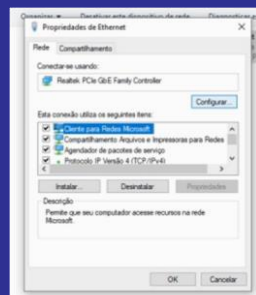 Organizar ▾ Desativar este dispositivo de rede Diagnosticar e
Propriedades de Ethernet
Rede Compartilhamento
Conectar-se usando:
Realtek PCIe GbE Family Controller
Configurar...
Esta conexão utiliza os seguintes itens:
Cliente para Redes Microsoft
Compartilhamento Arquivos e Impressoras para Redes
Agendador de pacotes de serviço
Protocolo IP Versão 4 (TCP/IPv4)
Instalar... Desinstalar Propriedades
Descrição
Permite que seu computador acesse recursos na rede
Microsoft.
OK Cancelar